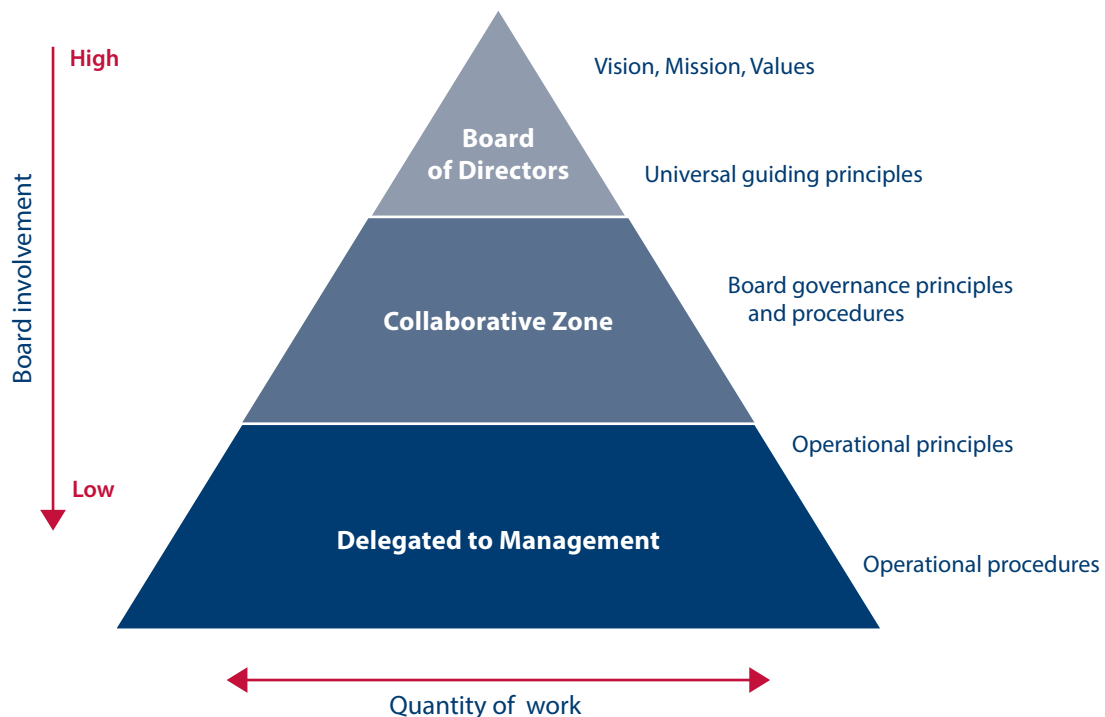 High
Vision, Mission, Values
Board
of Directors
Universal guiding principles
Board involvement
Board governance principles
and procedures
Collaborative Zone
Operational principles
Low
Delegated to Management
Operational procedures
Quantity of work